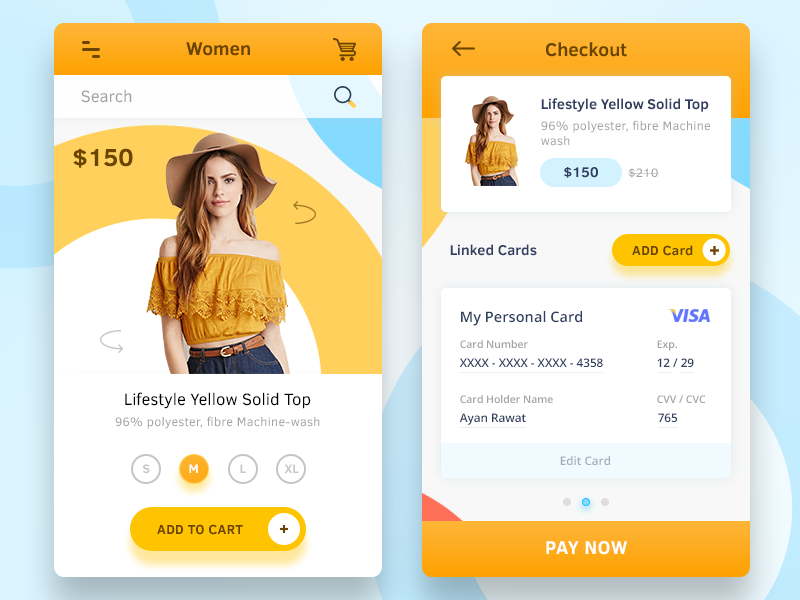 Women
Search
$150
Lifestyle Yellow Solid Top
96% polyester, fibre Machine-wash
S M L XL
ADD TO CART
Checkout
Lifestyle Yellow Solid Top
96% polyester, fibre Machine
wash
$150 $210
Linked Cards ADD Card
My Personal Card VISA
Card Number Exp.
XXXX - XXXX - XXXX - 4358 12 / 29
Card Holder Name CVV / CVC
Ayan Rawat 765
Edit Card
PAY NOW